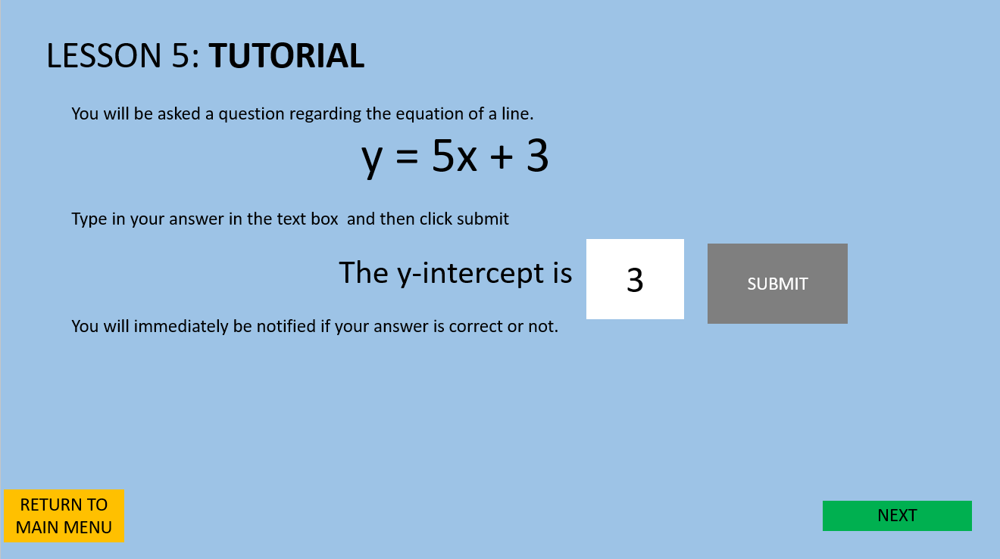 LESSON 5: TUTORIAL
You will be asked a question regarding the equation of a line.
y = 5x + 3
Type in your answer in the text box  and then click submit
The y-intercept is
3
SUBMIT
You will immediately be notified if your answer is correct or not.
RETURN TO
MAIN MENU
NEXT